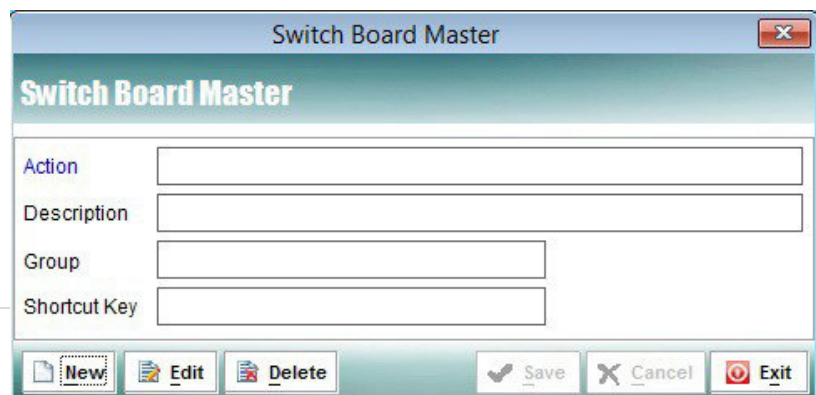 Switch Board Master
Switch Board Master
Action
Description
Group
Shortcut Key
New Edit Delete Save Cancel Exit